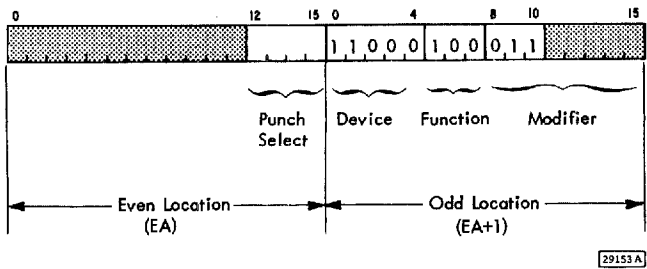 0 12 15 0 4 8 10 15
1 1 0 0 0 1 0 0 0 1 1
Punch Select Device Function Modifier
Even Location (EA) Odd Location (EA+1)
29153 A